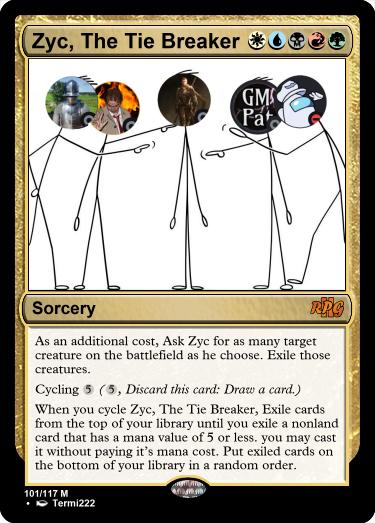 Zyc, The Tie Breaker
GMs
Pa
Sorcery
RPG
As an additional cost, Ask Zyc for as many target
creature on the battlefield as he choose. Exile those
creatures.
Cycling 5 ( 5, Discard this card: Draw a card.)
When you cycle Zyc, The Tie Breaker, Exile cards
from the top of your library until you exile a nonland
card that has a mana value of 5 or less. you may cast
it without paying it's mana cost. Put exiled cards on
the bottom of your library in a random order.
101/117 M
• Termi222